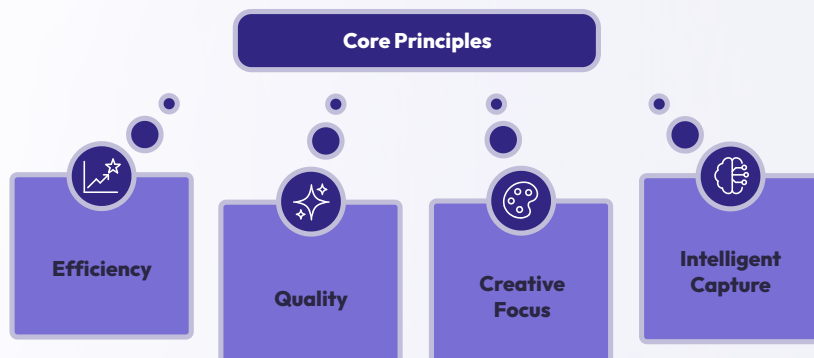 Core Principles
Efficiency
Quality
Creative
Focus
Intelligent
Capture